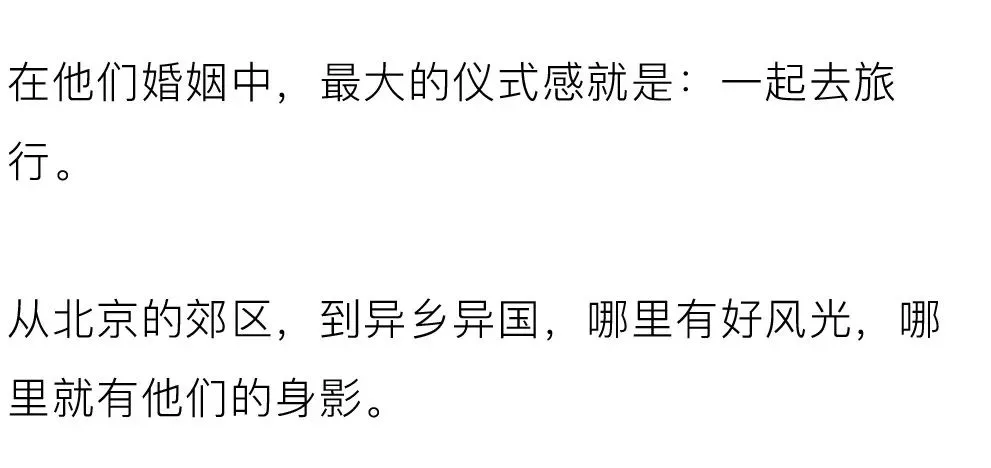 在他们婚姻中，最大的仪式感就是：一起去旅
行。
从北京的郊区，到异乡异国，哪里有好风光，哪
里就有他们的身影。